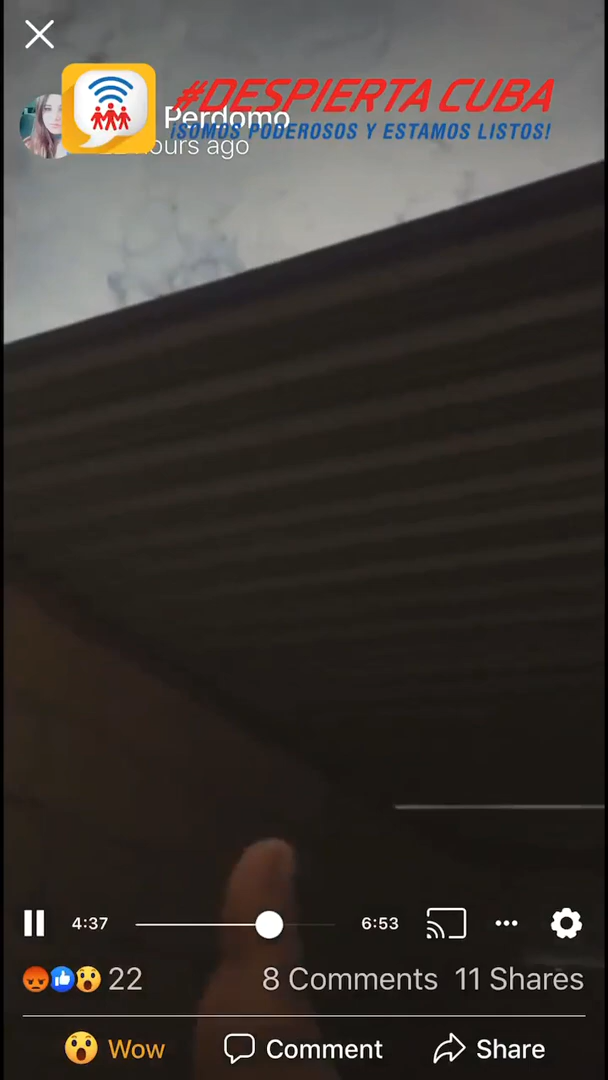 #DESPIERTA CUBA
Perdomo
¡SOMOS PODEROSOS Y ESTAMOS LISTOS!
hours ago
4:37
6:53
22
8 Comments
11 Shares
Wow
Comment
Share